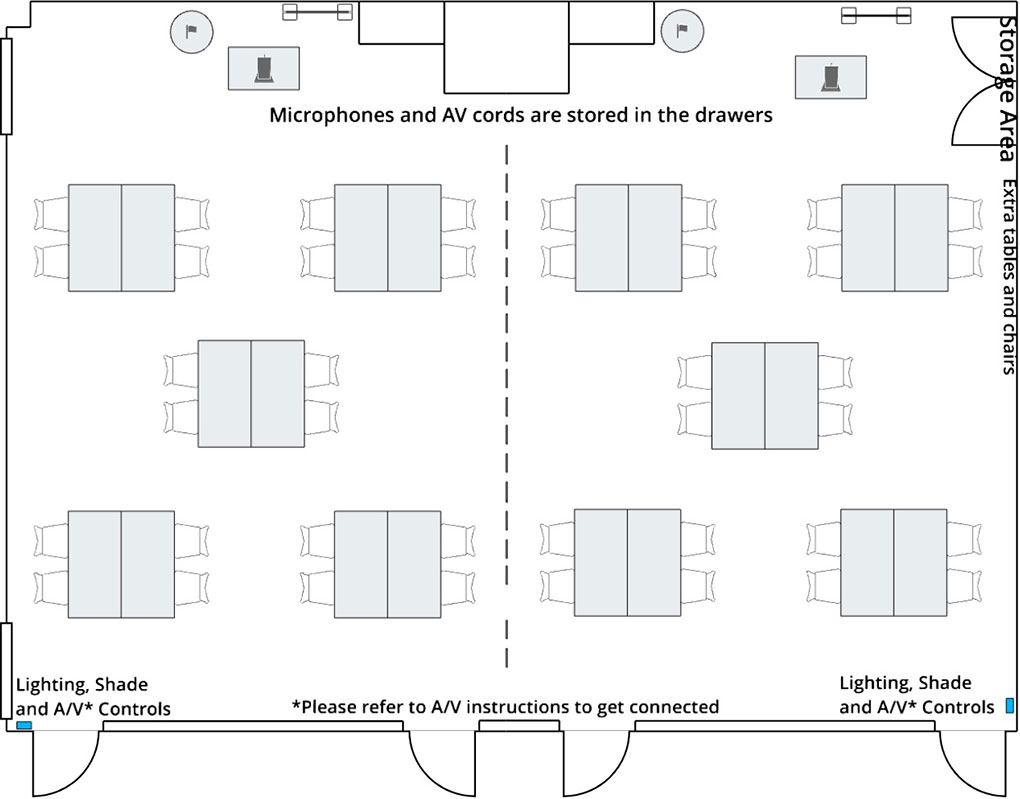 Microphones and AV cords are stored in the drawers
Storage Area
Extra tables and chairs
Lighting, Shade
and A/V* Controls
*Please refer to A/V instructions to get connected
Lighting, Shade
and A/V* Controls